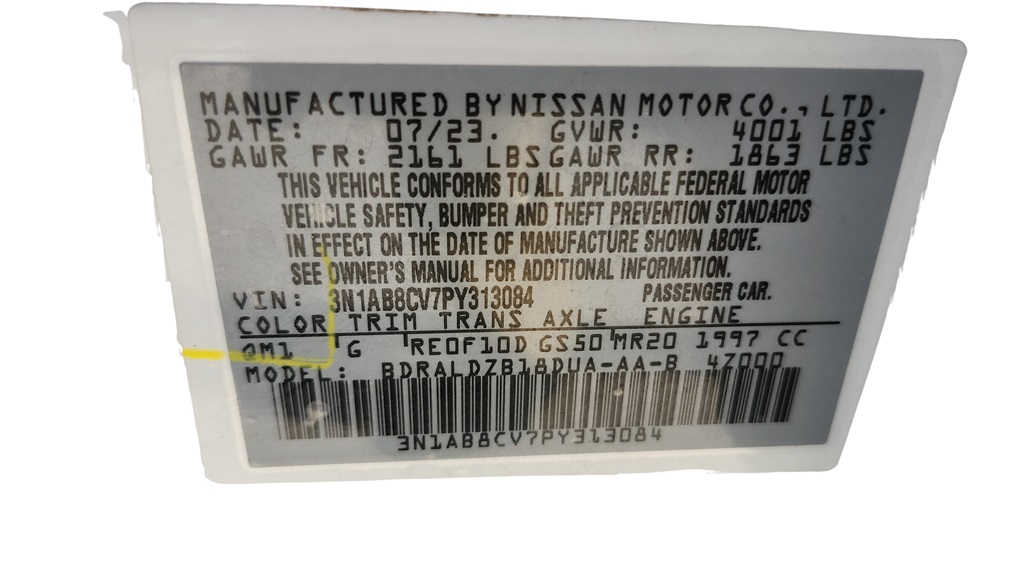 MANUFACTURED BY NISSAN MOTOR CO., LTD.
DATE: 07/23. GVWR: 4001 LBS
GAWR FR: 2161 LBS GAWR RR: 1863 LBS
THIS VEHICLE CONFORMS TO ALL APPLICABLE FEDERAL MOTOR
VEHICLE SAFETY, BUMPER AND THEFT PREVENTION STANDARDS
IN EFFECT ON THE DATE OF MANUFACTURE SHOWN ABOVE.
SEE OWNER'S MANUAL FOR ADDITIONAL INFORMATION.
VIN: 3N1AB8CV7PY313084 PASSENGER CAR.
COLOR TRIM TRANS AXLE ENGINE
QM1 G RE0F10D GS50 MR20 1997 CC
MODEL: BDRALDZB18DUA-AA-B 47000
3N1AB8CV7PY313084